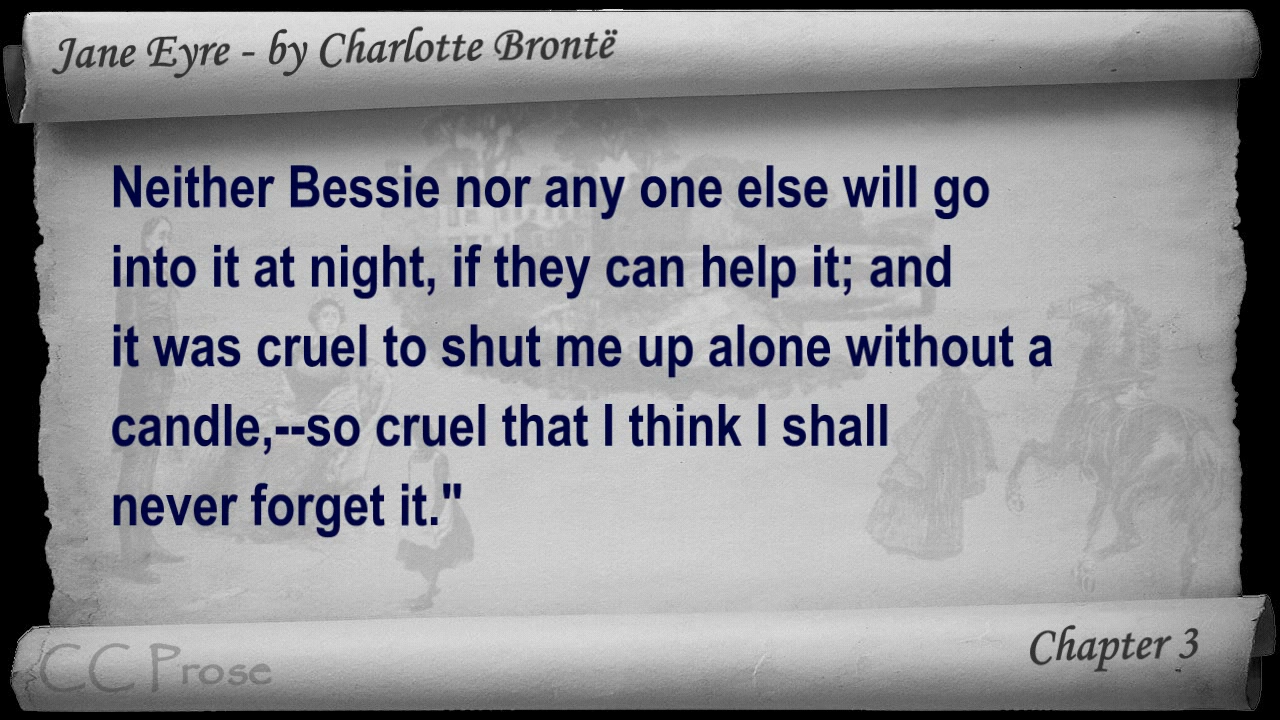 Jane Eyre - by Charlotte Brontë
Neither Bessie nor any one else will go
into it at night, if they can help it; and
it was cruel to shut me up alone without a
candle,--so cruel that I think I shall
never forget it."
Chapter 3
CC Prose